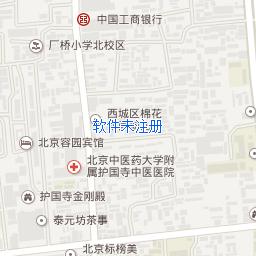 中国工商银行
厂桥小学北校区
西城区棉花
软件未注册
北京容园宾馆
北京中医药大学附
属护国寺中医医院
护国寺金刚殿
泰元坊茶事
北京标榜美